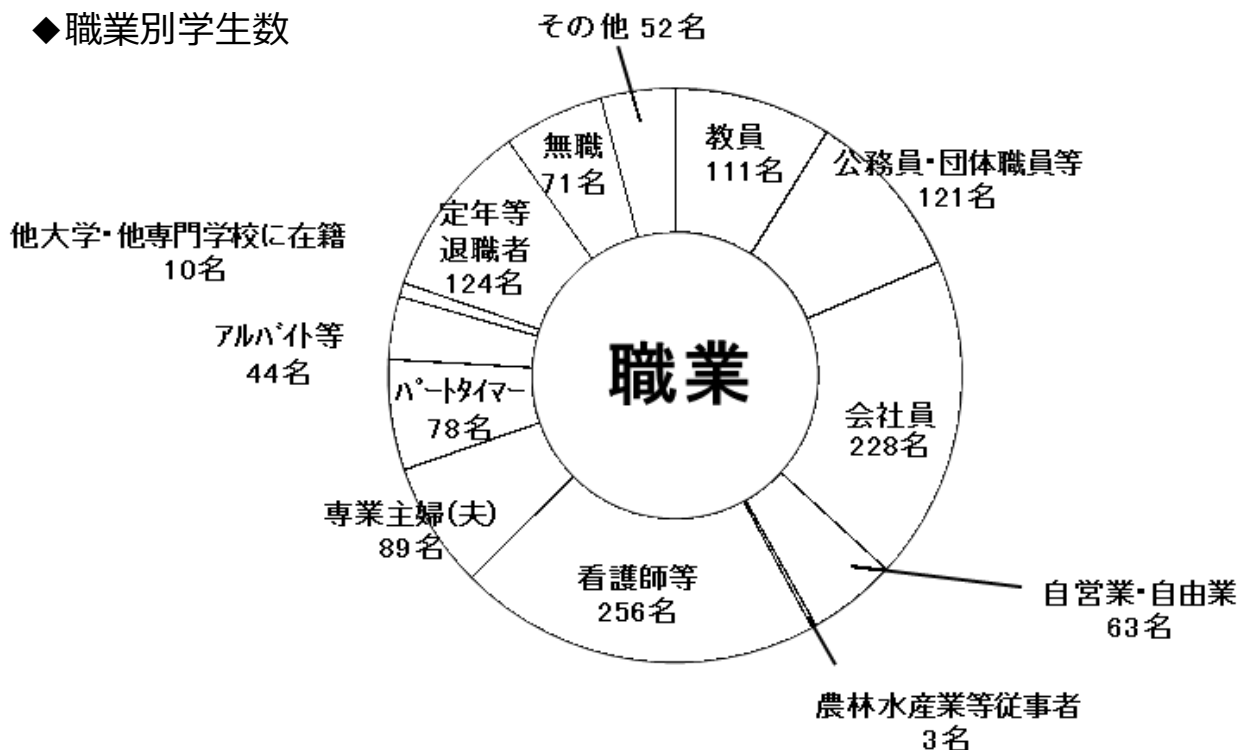 ◆職業別学生数
その他 52名
教員
111名
公務員・団体職員等
121名
会社員
228名
自営業・自由業
63名
農林水産業等従事者
3名
看護師等
256名
専業主婦(夫)
89名
ﾊﾟｰﾄﾀｲﾏｰ
78名
ｱﾙﾊﾞｲﾄ等
44名
他大学・他専門学校に在籍
10名
定年等
退職者
124名
無職
71名
職業